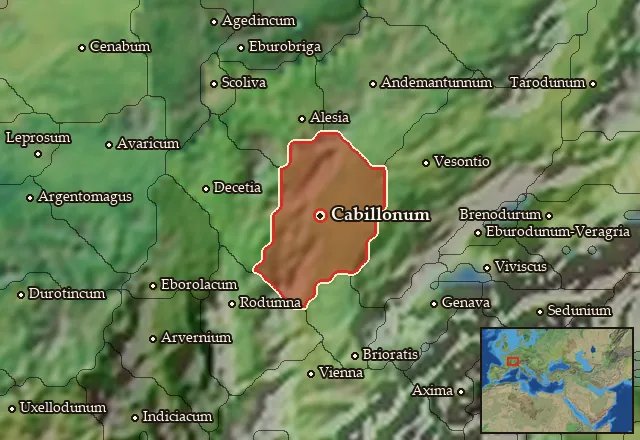 Agedincum
Cenabum
Eburobriga
Scoliva
Andemantunnum
Tarodunum
Alesia
Leprosum
Avaricum
Vesontio
Decetia
Argentomagus
Cabillonum
Brenodurum
Eburodunum-Veragria
Viviscus
Eborolacum
Durotincum
Rodumna
Genava
Sedunium
Arvernium
Brioratis
Vienna
Axima
Uxellodunum
Indiciacum